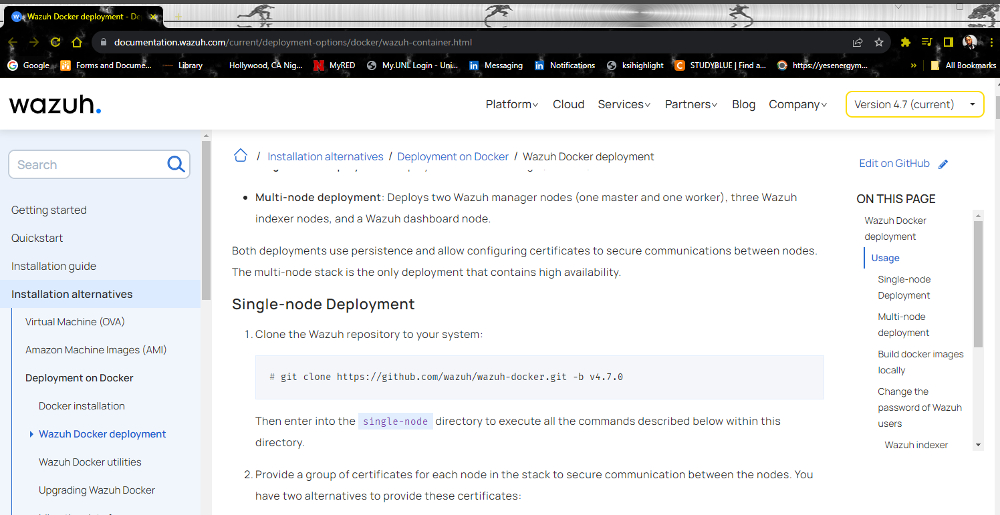 Wazuh Docker deployment - De
documentation.wazuh.com/current/deployment-options/docker/wazuh-container.html
Google
Forms and Docume...
Library
Hollywood, CA Nig...
MyRED
My.UNL Login - Uni...
Messaging
Notifications
ksihighlight
STUDYBLUE | Find a...
https://yesenergym...
»
All Bookmarks
wazuh.
Platform
Cloud
Services
Partners
Blog
Company
Version 4.7 (current)
Search
Getting started
Quickstart
Installation guide
Installation alternatives
Virtual Machine (OVA)
Amazon Machine Images (AMI)
Deployment on Docker
Docker installation
Wazuh Docker deployment
Wazuh Docker utilities
Upgrading Wazuh Docker
/ Installation alternatives / Deployment on Docker / Wazuh Docker deployment
• Multi-node deployment: Deploys two Wazuh manager nodes (one master and one worker), three Wazuh
indexer nodes, and a Wazuh dashboard node.
Both deployments use persistence and allow configuring certificates to secure communications between nodes.
The multi-node stack is the only deployment that contains high availability.
Single-node Deployment
1. Clone the Wazuh repository to your system:
# git clone https://github.com/wazuh/wazuh-docker.git -b v4.7.0
Then enter into the single-node directory to execute all the commands described below within this
directory.
2. Provide a group of certificates for each node in the stack to secure communication between the nodes. You
have two alternatives to provide these certificates:
Edit on GitHub
ON THIS PAGE
Wazuh Docker
deployment
Usage
Single-node
Deployment
Multi-node
deployment
Build docker images
locally
Change the
password of Wazuh
users
Wazuh indexer